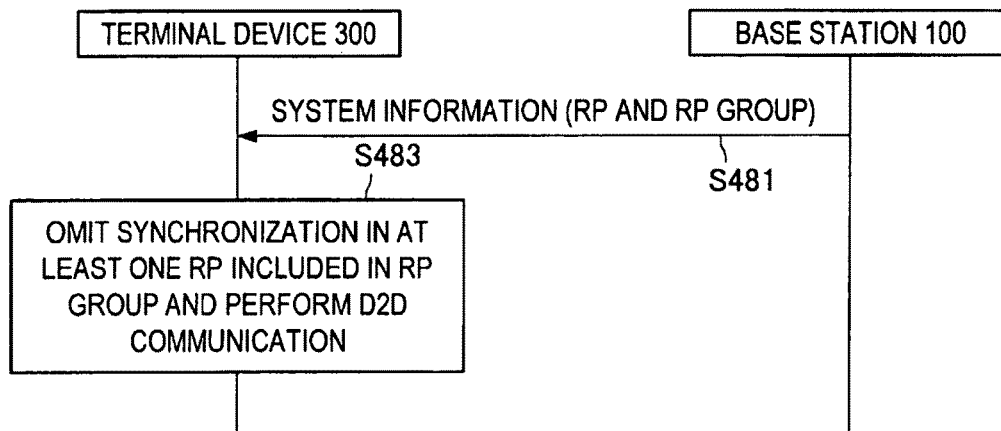 TERMINAL DEVICE 300
BASE STATION 100
SYSTEM INFORMATION (RP AND RP GROUP)
S481
S483
OMIT SYNCHRONIZATION IN AT
LEAST ONE RP INCLUDED IN RP
GROUP AND PERFORM D2D
COMMUNICATION